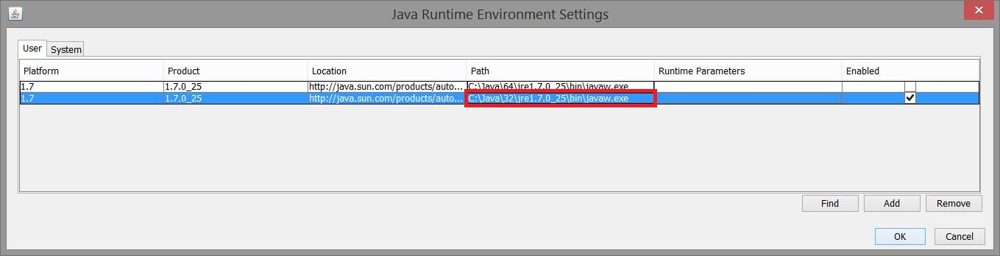 Java Runtime Environment Settings
User System
Platform Product Location Path Runtime Parameters Enabled
1.7 1.7.0_25 http://java.sun.com/products/auto... C:\Java\64\jre1.7.0_25\bin\javaw.exe
1.7 1.7.0_25 http://java.sun.com/products/auto... C:\Java\32\jre1.7.0_25\bin\javaw.exe
Find Add Remove
OK Cancel